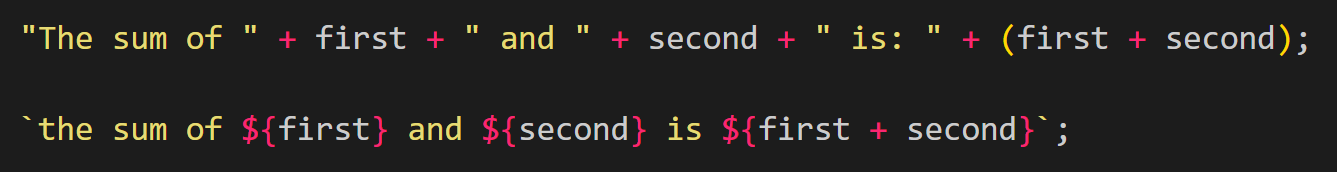 "The sum of " + first + " and " + second + " is: " + (first + second);
`the sum of ${first} and ${second} is ${first + second}`;